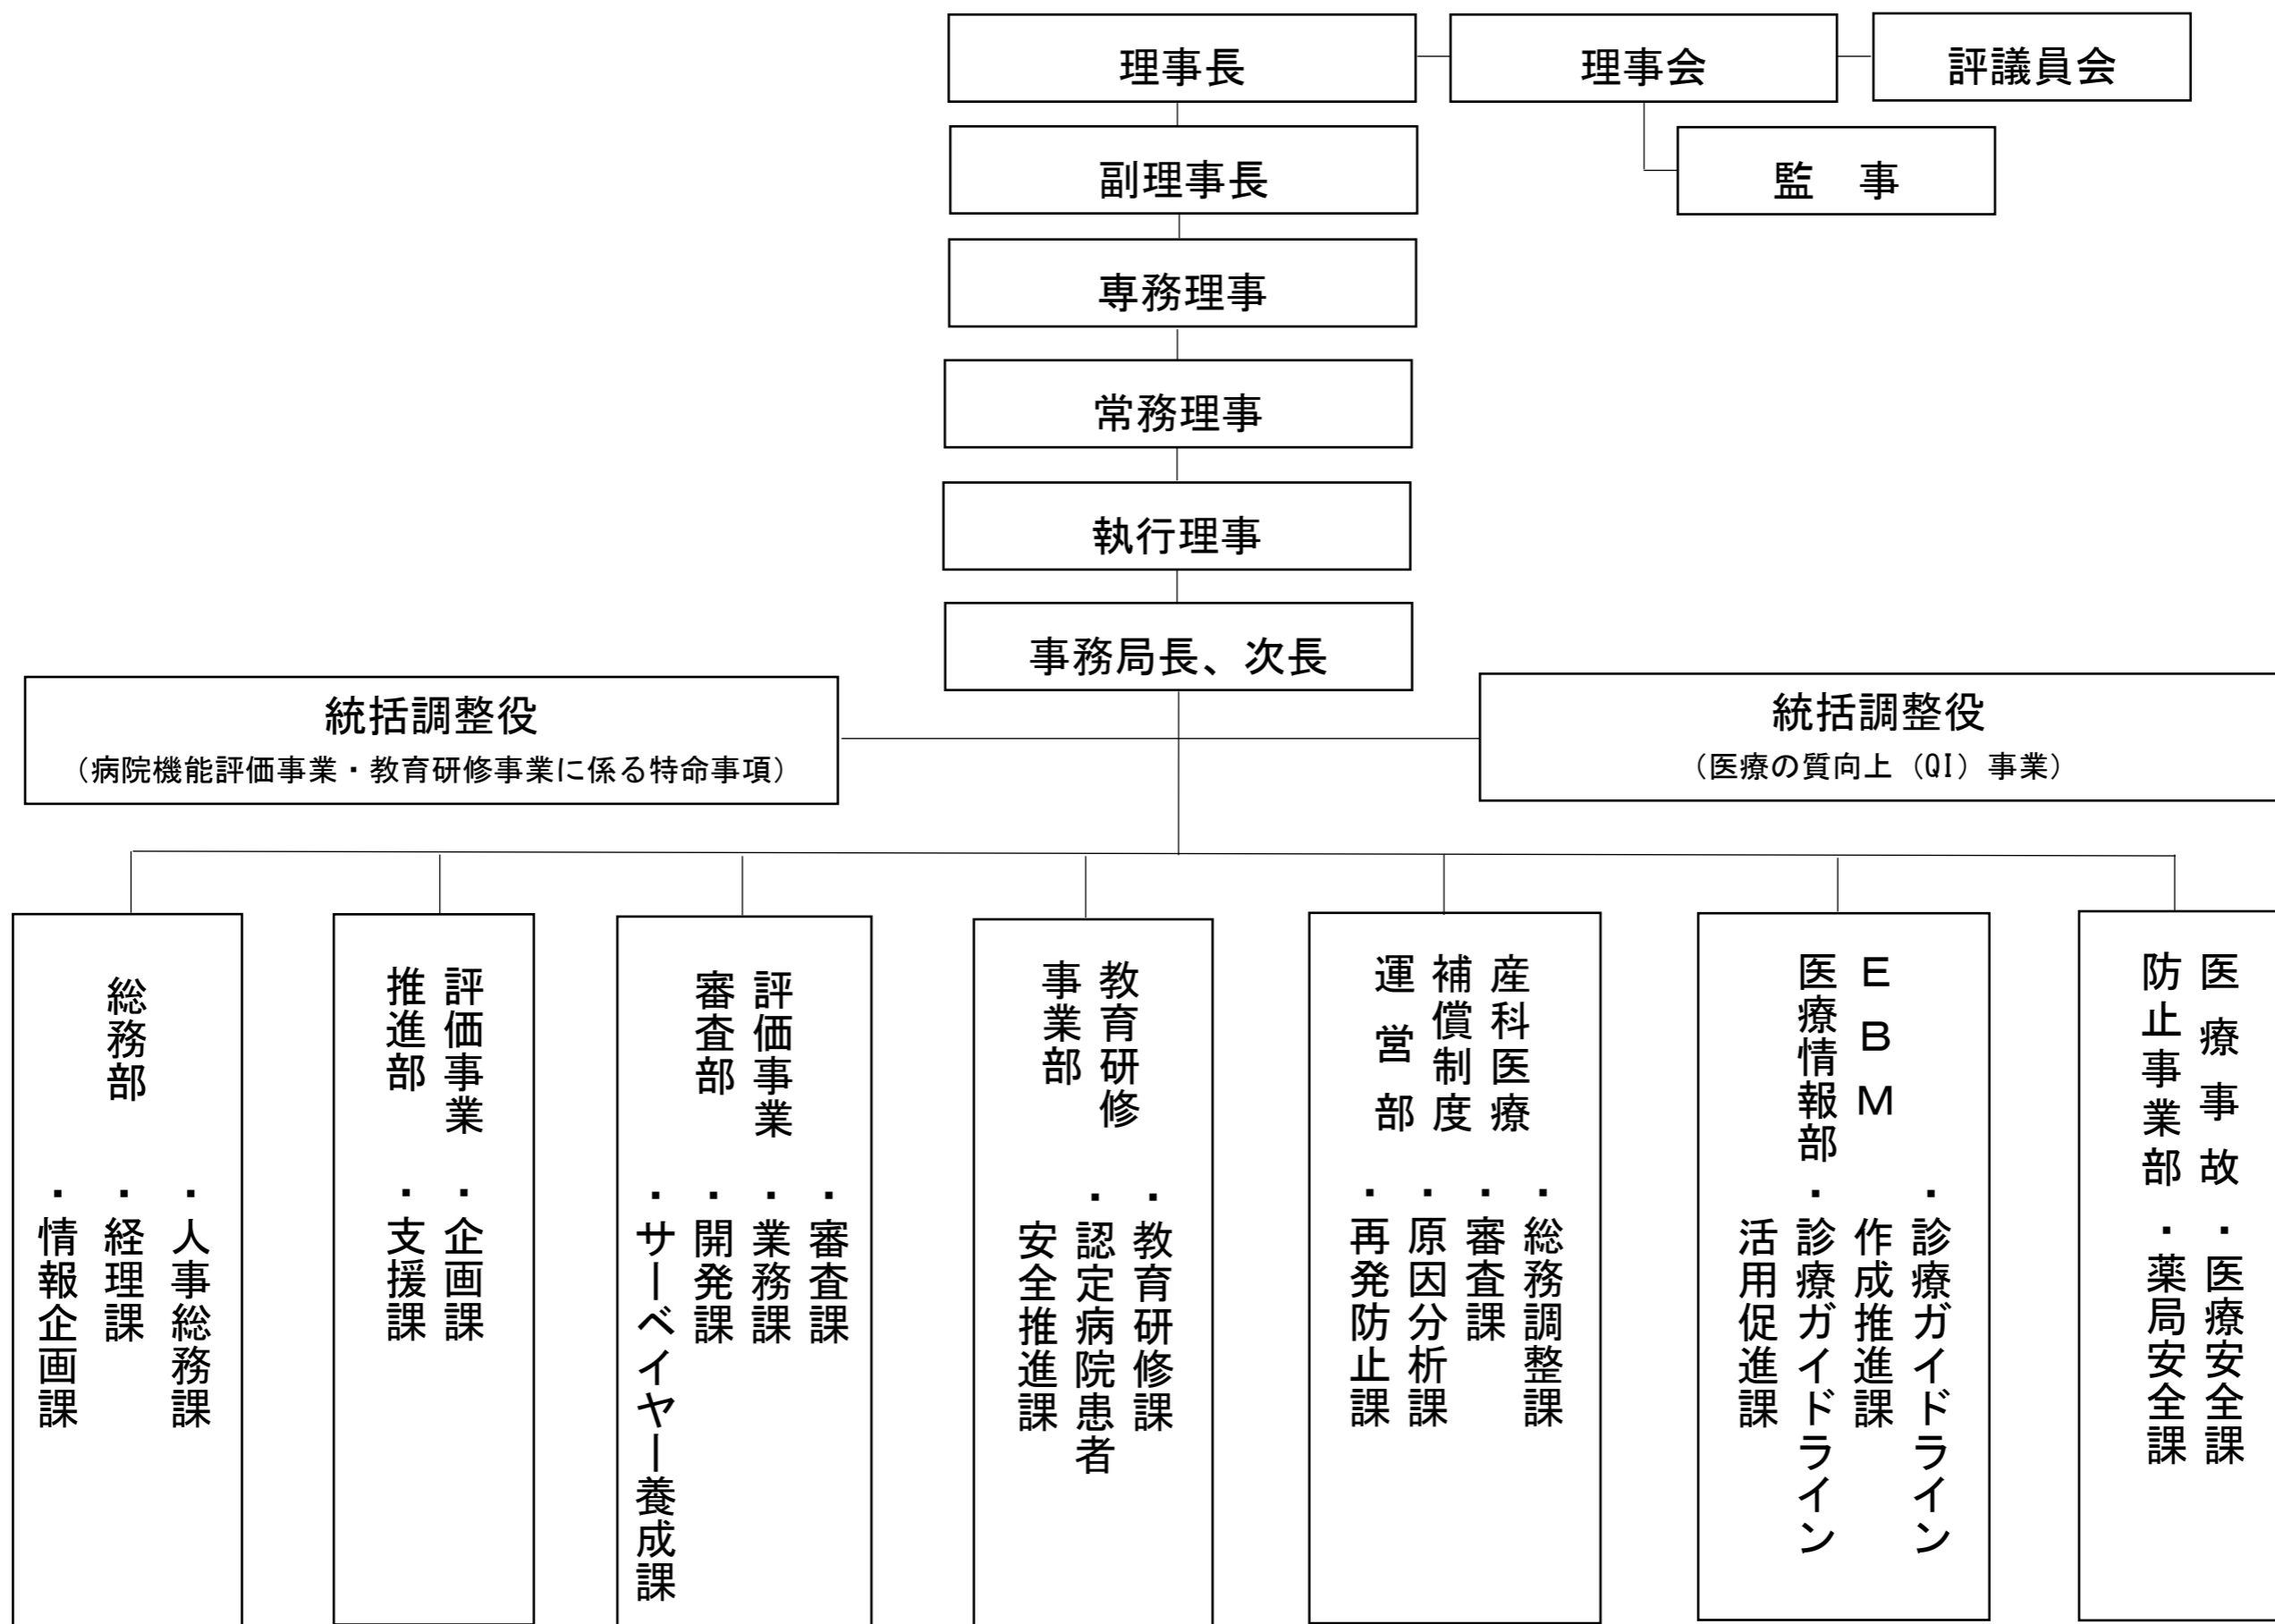 理事長
理事会
評議員会
副理事長
監　事
専務理事
常務理事
執行理事
事務局長、次長
統括調整役
（病院機能評価事業・教育研修事業に係る特命事項）
統括調整役
（医療の質向上（QI）事業）
総務部
・人事総務課
・経理課
・情報企画課
評価事業
推進部
・企画課
・支援課
評価事業
審査部
・審査課
・業務課
・開発課
・サーベイヤー養成課
教育研修
事業部
・教育研修課
・認定病院患者
安全推進課
産科医療
補償制度
運営部
・総務調整課
・審査課
・原因分析課
・再発防止課
ＥＢＭ
医療情報部
・診療ガイドライン
作成推進課
・診療ガイドライン
活用促進課
医療事故
防止事業部
・医療安全課
・薬局安全課